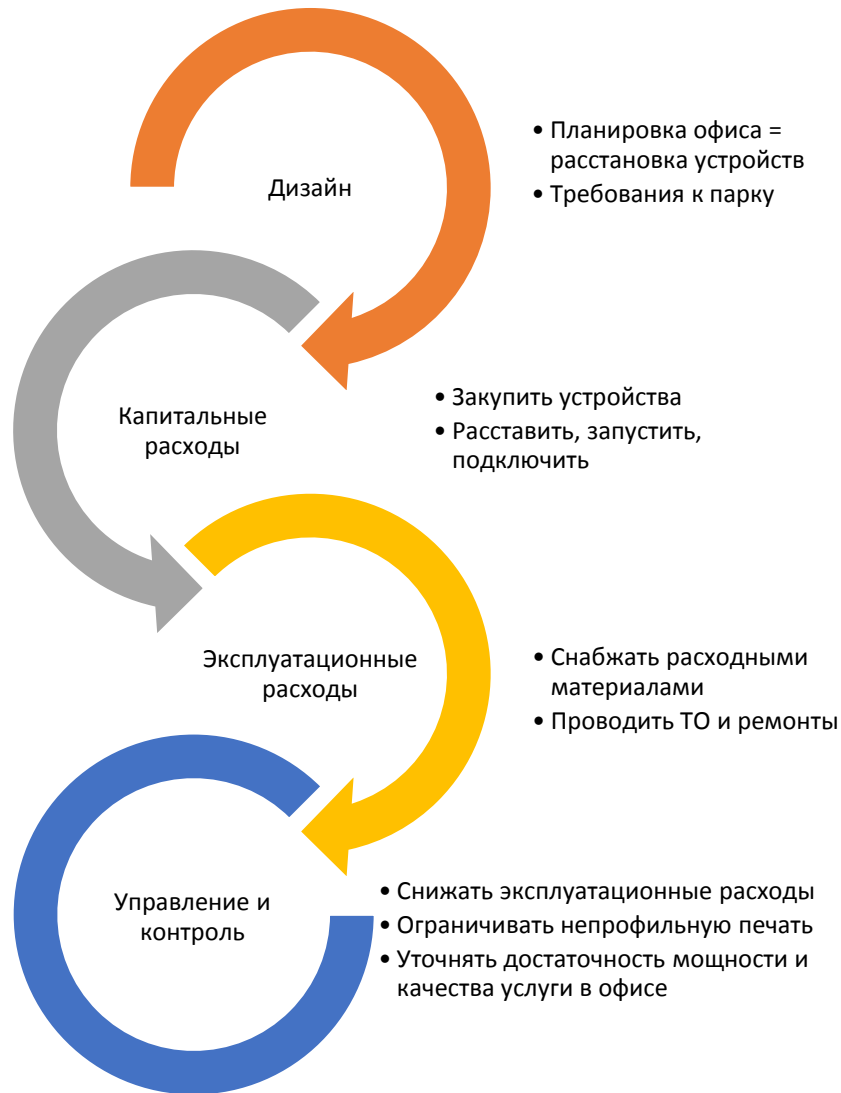 Дизайн
• Планировка офиса =
расстановка устройств
• Требования к парку
Капитальные
расходы
• Закупить устройства
• Расставить, запустить,
подключить
Эксплуатационные
расходы
• Снабжать расходными
материалами
• Проводить ТО и ремонты
Управление и
контроль
• Снижать эксплуатационные расходы
• Ограничивать непрофильную печать
• Уточнять достаточность мощности и
качества услуги в офисе